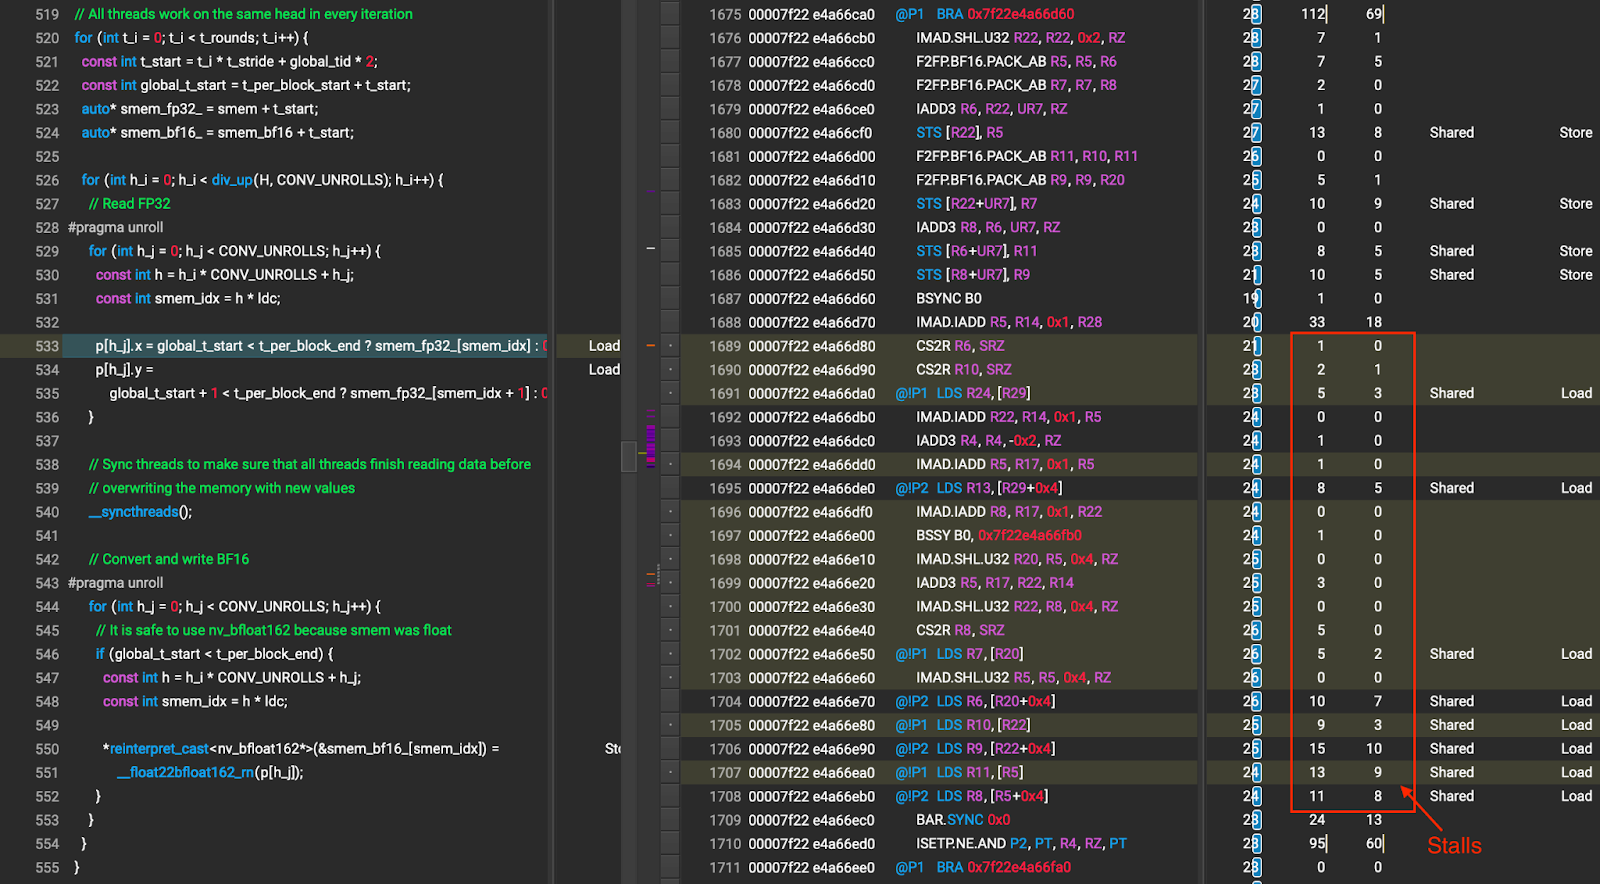 519 // All threads work on the same head in every iteration
520 for (int t_i = 0; t_i < t_rounds; t_i++) {
521 const int t_start = t_i * t_stride + global_tid * 2;
522 const int global_t_start = t_per_block_start + t_start;
523 auto* smem_fp32_ = smem + t_start;
524 auto* smem_bf16_ = smem_bf16 + t_start;
525
526 for (int h_i = 0; h_i < div_up(H, CONV_UNROLLS); h_i++) {
527 // Read FP32
528 #pragma unroll
529 for (int h_j = 0; h_j < CONV_UNROLLS; h_j++) {
530 const int h = h_i * CONV_UNROLLS + h_j;
531 const int smem_idx = h * ldc;
532
533 p[h_j].x = global_t_start < t_per_block_end ? smem_fp32_[smem_idx] : 0 Load
534 p[h_j].y = Load
535 global_t_start + 1 < t_per_block_end ? smem_fp32_[smem_idx + 1] : 0
536 }
537
538 // Sync threads to make sure that all threads finish reading data before
539 // overwriting the memory with new values
540 __syncthreads();
541
542 // Convert and write BF16
543 #pragma unroll
544 for (int h_j = 0; h_j < CONV_UNROLLS; h_j++) {
545 // It is safe to use nv_bfloat162 because smem was float
546 if (global_t_start < t_per_block_end) {
547 const int h = h_i * CONV_UNROLLS + h_j;
548 const int smem_idx = h * ldc;
549
550 *reinterpret_cast<nv_bfloat162*>(&smem_bf16_[smem_idx]) = Sto
551 __float22bfloat162_rn(p[h_j]);
552 }
553 }
554 }
555 }
1675 00007f22 e4a66ca0 @P1 BRA 0x7f22e4a66d60 28 112 69
1676 00007f22 e4a66cb0 IMAD.SHL.U32 R22, R22, 0x2, RZ 28 7 1
1677 00007f22 e4a66cc0 F2FP.BF16.PACK_AB R5, R5, R6 28 7 5
1678 00007f22 e4a66cd0 F2FP.BF16.PACK_AB R7, R7, R8 27 2 0
1679 00007f22 e4a66ce0 IADD3 R6, R22, UR7, RZ 27 1 0
1680 00007f22 e4a66cf0 STS [R22], R5 27 13 8 Shared Store
1681 00007f22 e4a66d00 F2FP.BF16.PACK_AB R11, R10, R11 26 0 0
1682 00007f22 e4a66d10 F2FP.BF16.PACK_AB R9, R9, R20 25 5 1
1683 00007f22 e4a66d20 STS [R22+UR7], R7 24 10 9 Shared Store
1684 00007f22 e4a66d30 IADD3 R8, R6, UR7, RZ 23 0 0
1685 00007f22 e4a66d40 STS [R6+UR7], R11 23 8 5 Shared Store
1686 00007f22 e4a66d50 STS [R8+UR7], R9 21 10 5 Shared Store
1687 00007f22 e4a66d60 BSYNC B0 19 1 0
1688 00007f22 e4a66d70 IMAD.IADD R5, R14, 0x1, R28 20 33 18
1689 00007f22 e4a66d80 CS2R R6, SRZ 21 1 0
1690 00007f22 e4a66d90 CS2R R10, SRZ 23 2 1
1691 00007f22 e4a66da0 @!P1 LDS R24, [R29] 23 5 3 Shared Load
1692 00007f22 e4a66db0 IMAD.IADD R22, R14, 0x1, R5 24 0 0
1693 00007f22 e4a66dc0 IADD3 R4, R4, -0x2, RZ 24 1 0
1694 00007f22 e4a66dd0 IMAD.IADD R5, R17, 0x1, R5 24 1 0
1695 00007f22 e4a66de0 @!P2 LDS R13, [R29+0x4] 24 8 5 Shared Load
1696 00007f22 e4a66df0 IMAD.IADD R8, R17, 0x1, R22 24 0 0
1697 00007f22 e4a66e00 BSSY B0, 0x7f22e4a66fb0 24 1 0
1698 00007f22 e4a66e10 IMAD.SHL.U32 R20, R5, 0x4, RZ 25 0 0
1699 00007f22 e4a66e20 IADD3 R5, R17, R22, R14 25 3 0
1700 00007f22 e4a66e30 IMAD.SHL.U32 R22, R8, 0x4, RZ 25 0 0
1701 00007f22 e4a66e40 CS2R R8, SRZ 26 5 0
1702 00007f22 e4a66e50 @!P1 LDS R7, [R20] 26 5 2 Shared Load
1703 00007f22 e4a66e60 IMAD.SHL.U32 R5, R5, 0x4, RZ 26 0 0
1704 00007f22 e4a66e70 @!P2 LDS R6, [R20+0x4] 26 10 7 Shared Load
1705 00007f22 e4a66e80 @!P1 LDS R10, [R22] 25 9 3 Shared Load
1706 00007f22 e4a66e90 @!P2 LDS R9, [R22+0x4] 25 15 10 Shared Load
1707 00007f22 e4a66ea0 @!P1 LDS R11, [R5] 24 13 9 Shared Load
1708 00007f22 e4a66eb0 @!P2 LDS R8, [R5+0x4] 24 11 8 Shared Load
1709 00007f22 e4a66ec0 BAR.SYNC 0x0 23 24 13
1710 00007f22 e4a66ed0 ISETP.NE.AND P2, PT, R4, RZ, PT 23 95 60
1711 00007f22 e4a66ee0 @P1 BRA 0x7f22e4a66fa0 23 0 0
Stalls